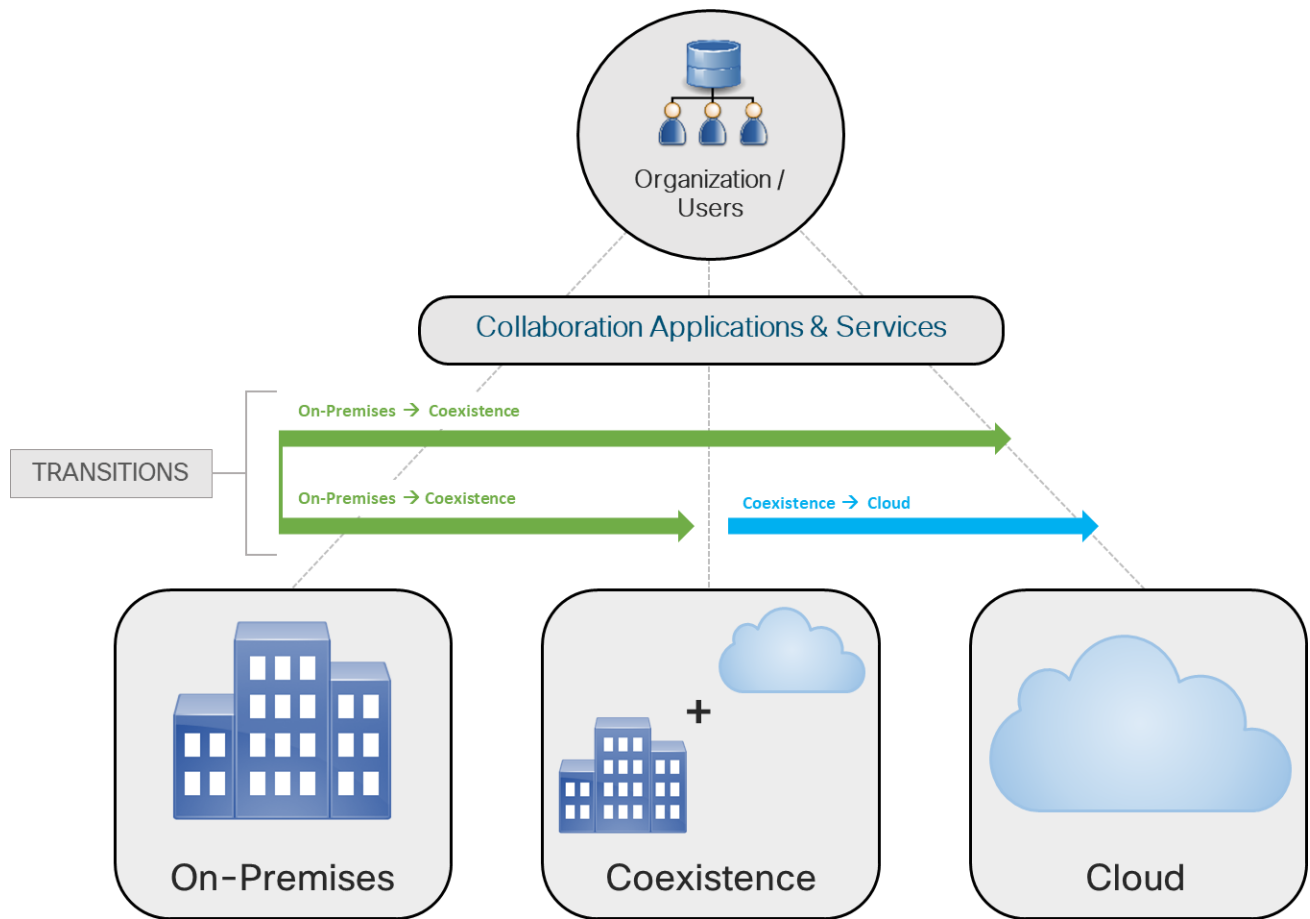 Organization /
Users
Collaboration Applications & Services
On-Premises → Coexistence
TRANSITIONS
On-Premises → Coexistence
Coexistence → Cloud
+
On-Premises
Coexistence
Cloud